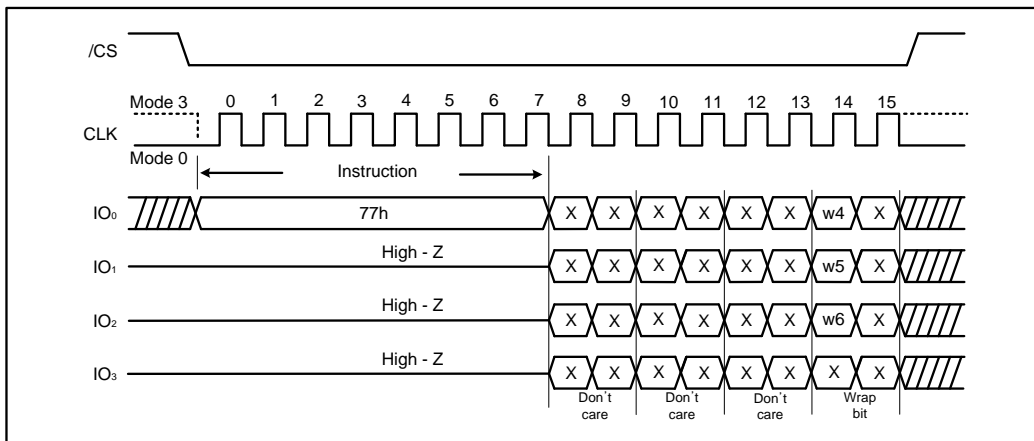 /CS
Mode 3 0 1 2 3 4 5 6 7 8 9 10 11 12 13 14 15
CLK
Mode 0
Instruction
IO₀ 77h X X X X X X w4 X
IO₁ High - Z X X X X X X w5 X
IO₂ High - Z X X X X X X w6 X
IO₃ High - Z X X X X X X X X
Don't Don't Don't Wrap
care care care bit